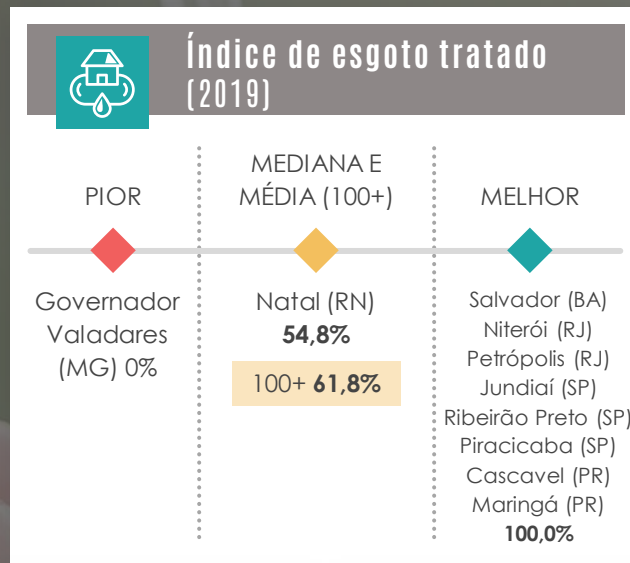 Índice de esgoto tratado
(2019)
PIOR
Governador
Valadares
(MG) 0%
MEDIANA E
MÉDIA (100+)
Natal (RN)
54,8%
100+ 61,8%
MELHOR
Salvador (BA)
Niterói (RJ)
Petrópolis (RJ)
Jundiaí (SP)
Ribeirão Preto (SP)
Piracicaba (SP)
Cascavel (PR)
Maringá (PR)
100,0%